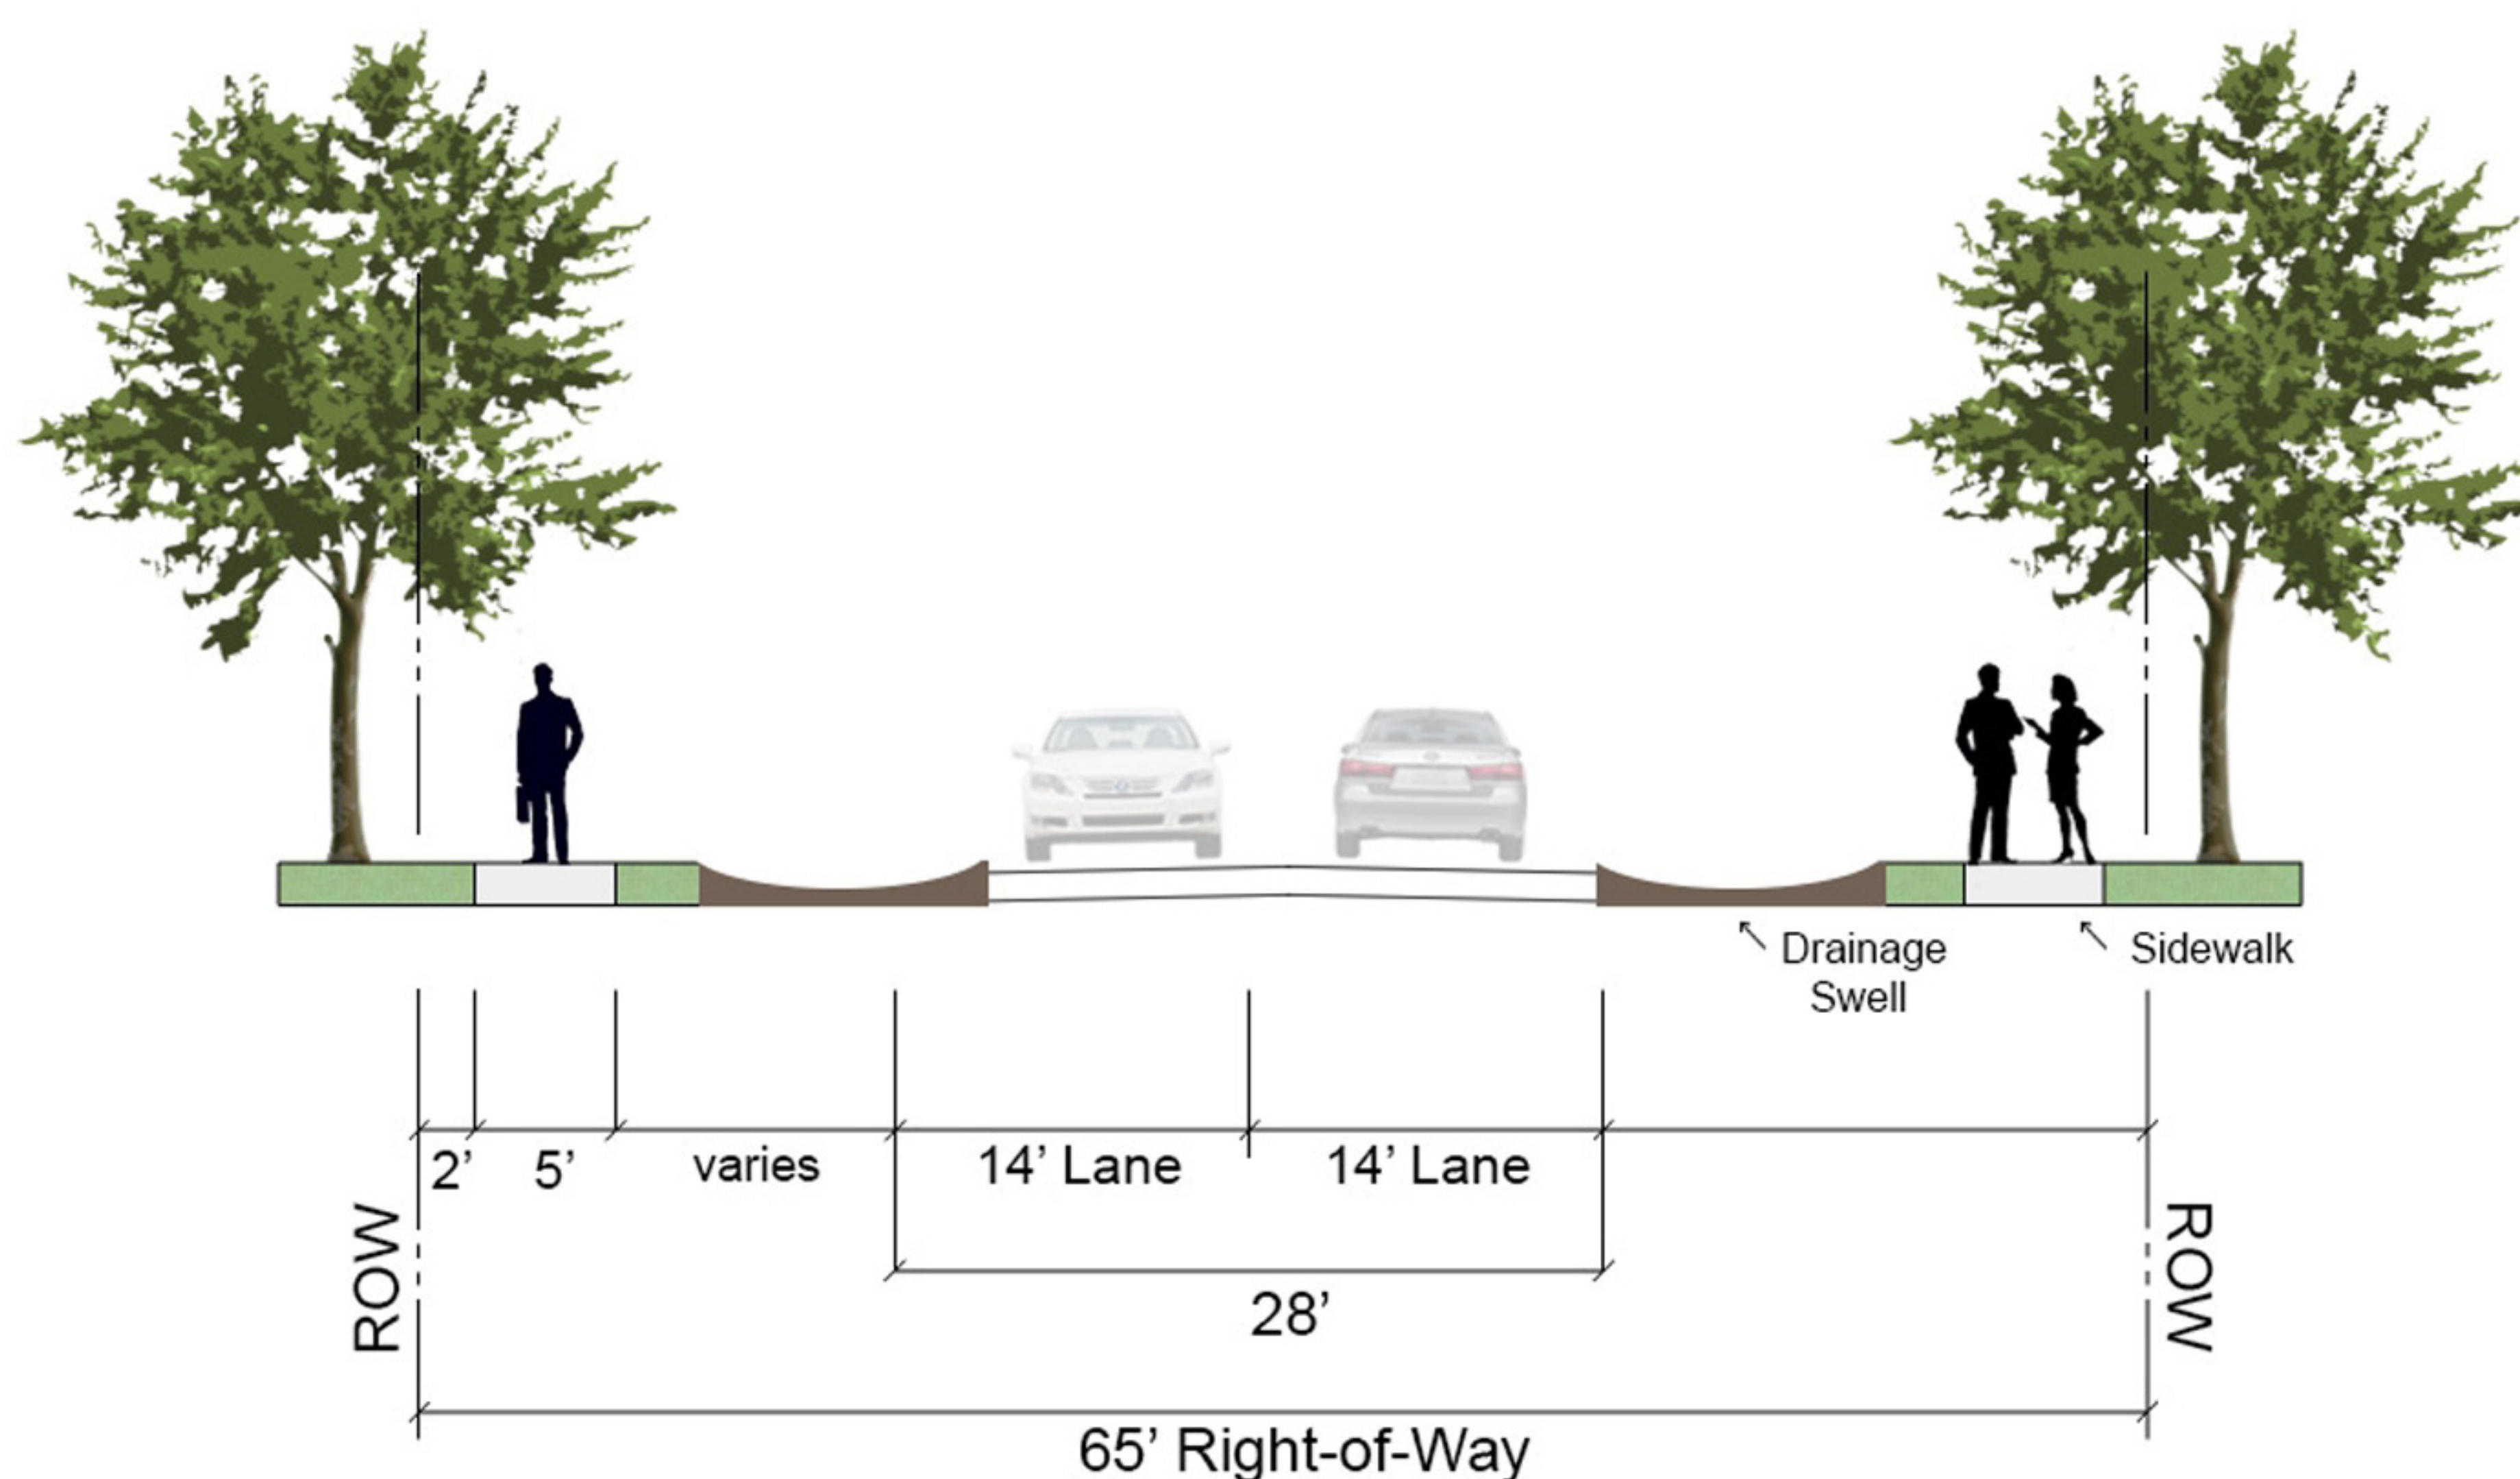 Drainage
Swell
Sidewalk
2’
5’
varies
14’ Lane
14’ Lane
ROW
ROW
28’
65’ Right-of-Way